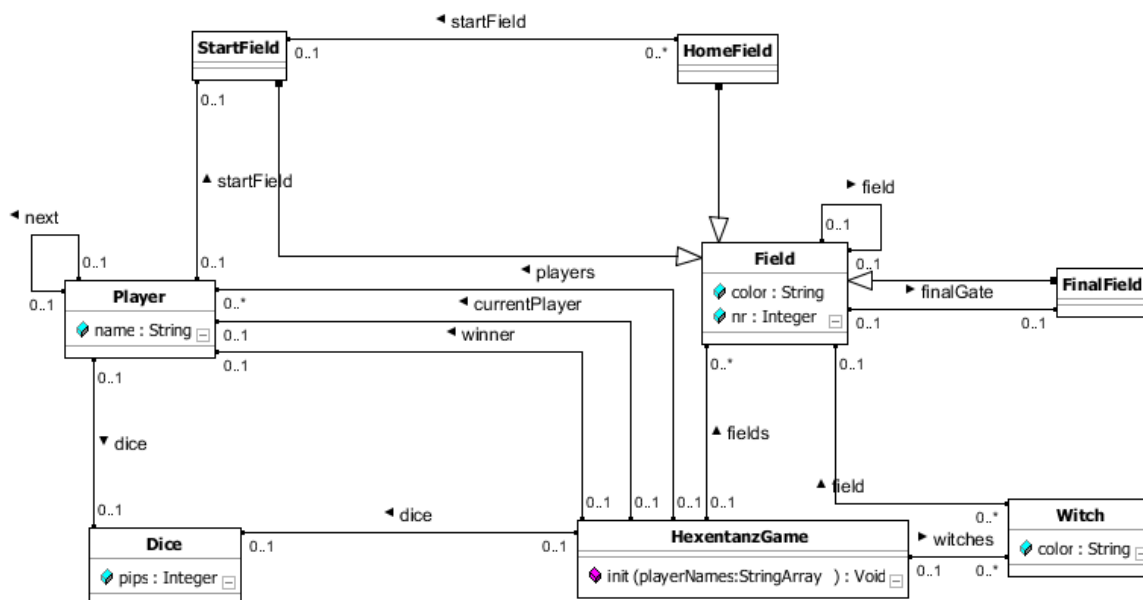 ◄ startField
StartField
0..1
0..*
HomeField
0..1
▲ startField
► field
◄ next
0..1
0..1
0..1
0..1
0..1
Field
◄ players
Player
0..*
◄ currentPlayer
color : String
► finalGate
FinalField
name : String
0..1
◄ winner
nr : Integer
0..1
0..1
0..1
0..1
0..*
0..1
▼ dice
▲ fields
▲ field
0..1
◄ dice
0..1
0..1
0..1
0..1
0..*
Witch
Dice
0..1
0..1
HexentanzGame
► witches
color : String
pips : Integer
init (playerNames:StringArray ) : Void
0..1
0..*